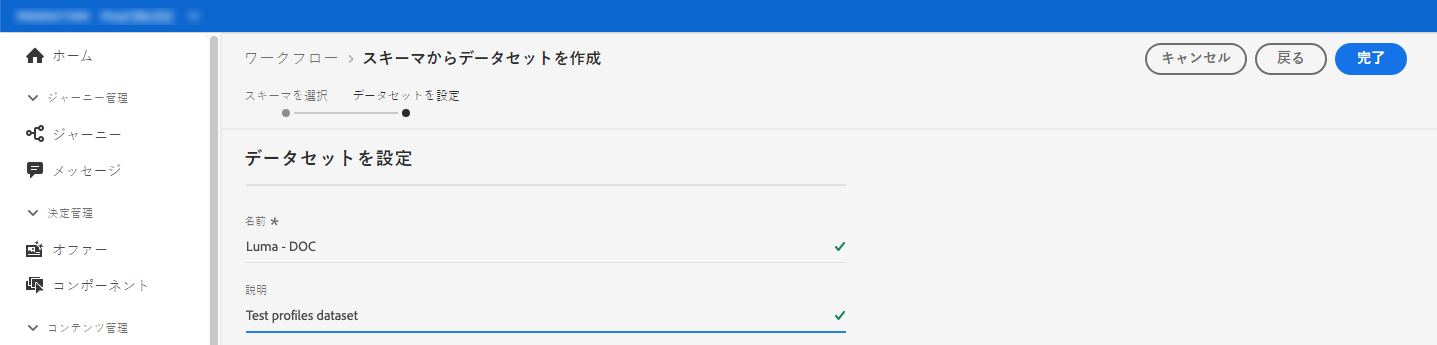 ホーム
ジャーニー管理
ジャーニー
メッセージ
決定管理
オファー
コンポーネント
コンテンツ管理
ワークフロー > スキーマからデータセットを作成
キャンセル 戻る 完了
スキーマを選択 データセットを設定
データセットを設定
名前 *
Luma - DOC
説明
Test profiles dataset